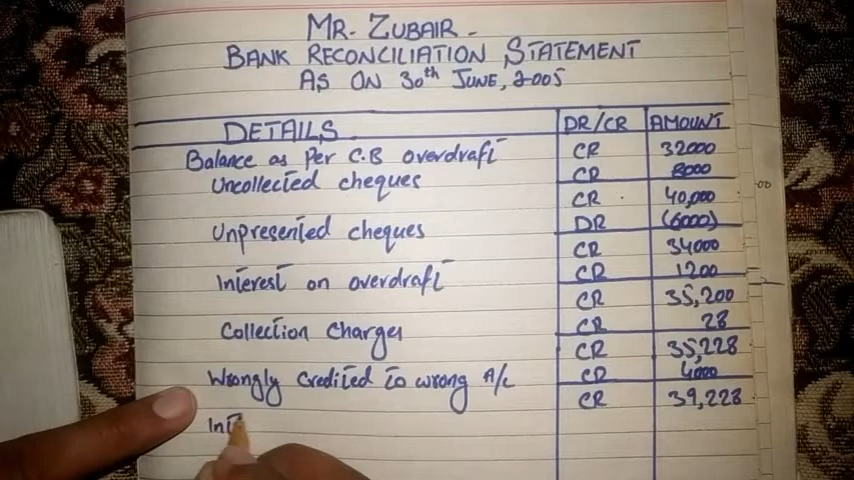 MR. ZUBAIR.
BANK RECONCILIATION STATEMENT
AS ON 30th JUNE, 2005
DETAILS DR/CR AMOUNT
Balance as Per C.B overdraft CR 32000
Uncollected cheques CR 8000
CR 40,000
Unpresented cheques DR (6000)
CR 34000
Interest on overdraft CR 1200
CR 35,200
Collection Charges CR 28
CR 35,228
Wrongly Credited to wrong A/c CR 4000
CR 39,228
Int
00